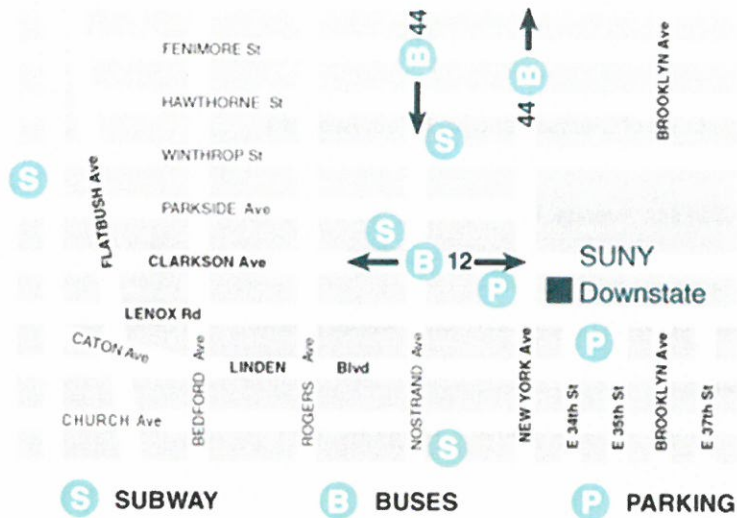 44
FENIMORE St
B
B
BROOKLYN Ave
HAWTHORNE St
44
S
WINTHROP St
S
FLATBUSH Ave
PARKSIDE Ave
S
CLARKSON Ave
B 12
SUNY
Downstate
P
LENOX Rd
CATON Ave
BEDFORD Ave
LINDEN Blvd
ROGERS Ave
NOSTRAND Ave
NEW YORK Ave
P
E 34th St
E 35th St
BROOKLYN Ave
E 37th St
CHURCH Ave
S
S SUBWAY
B BUSES
P PARKING